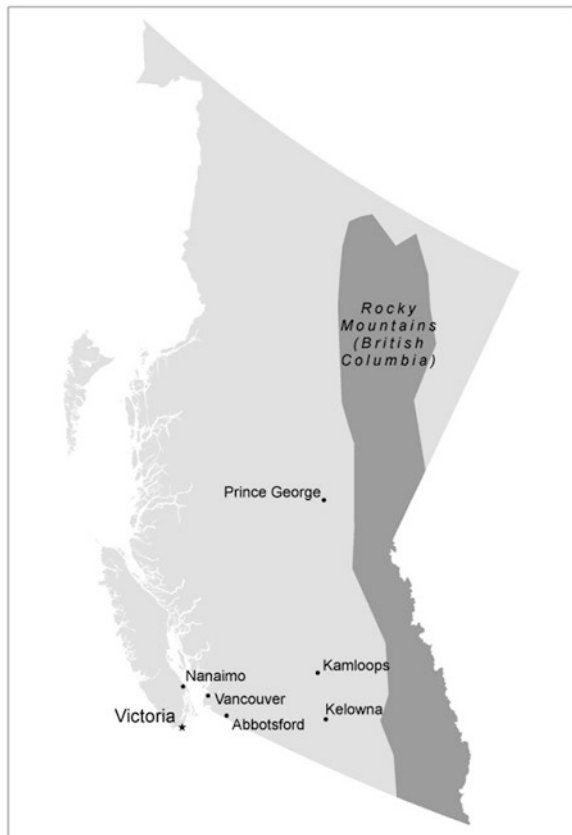 Rocky
Mountains
(British
Columbia)
Prince George
Kamloops
Nanaimo
Vancouver
Kelowna
Victoria
Abbotsford